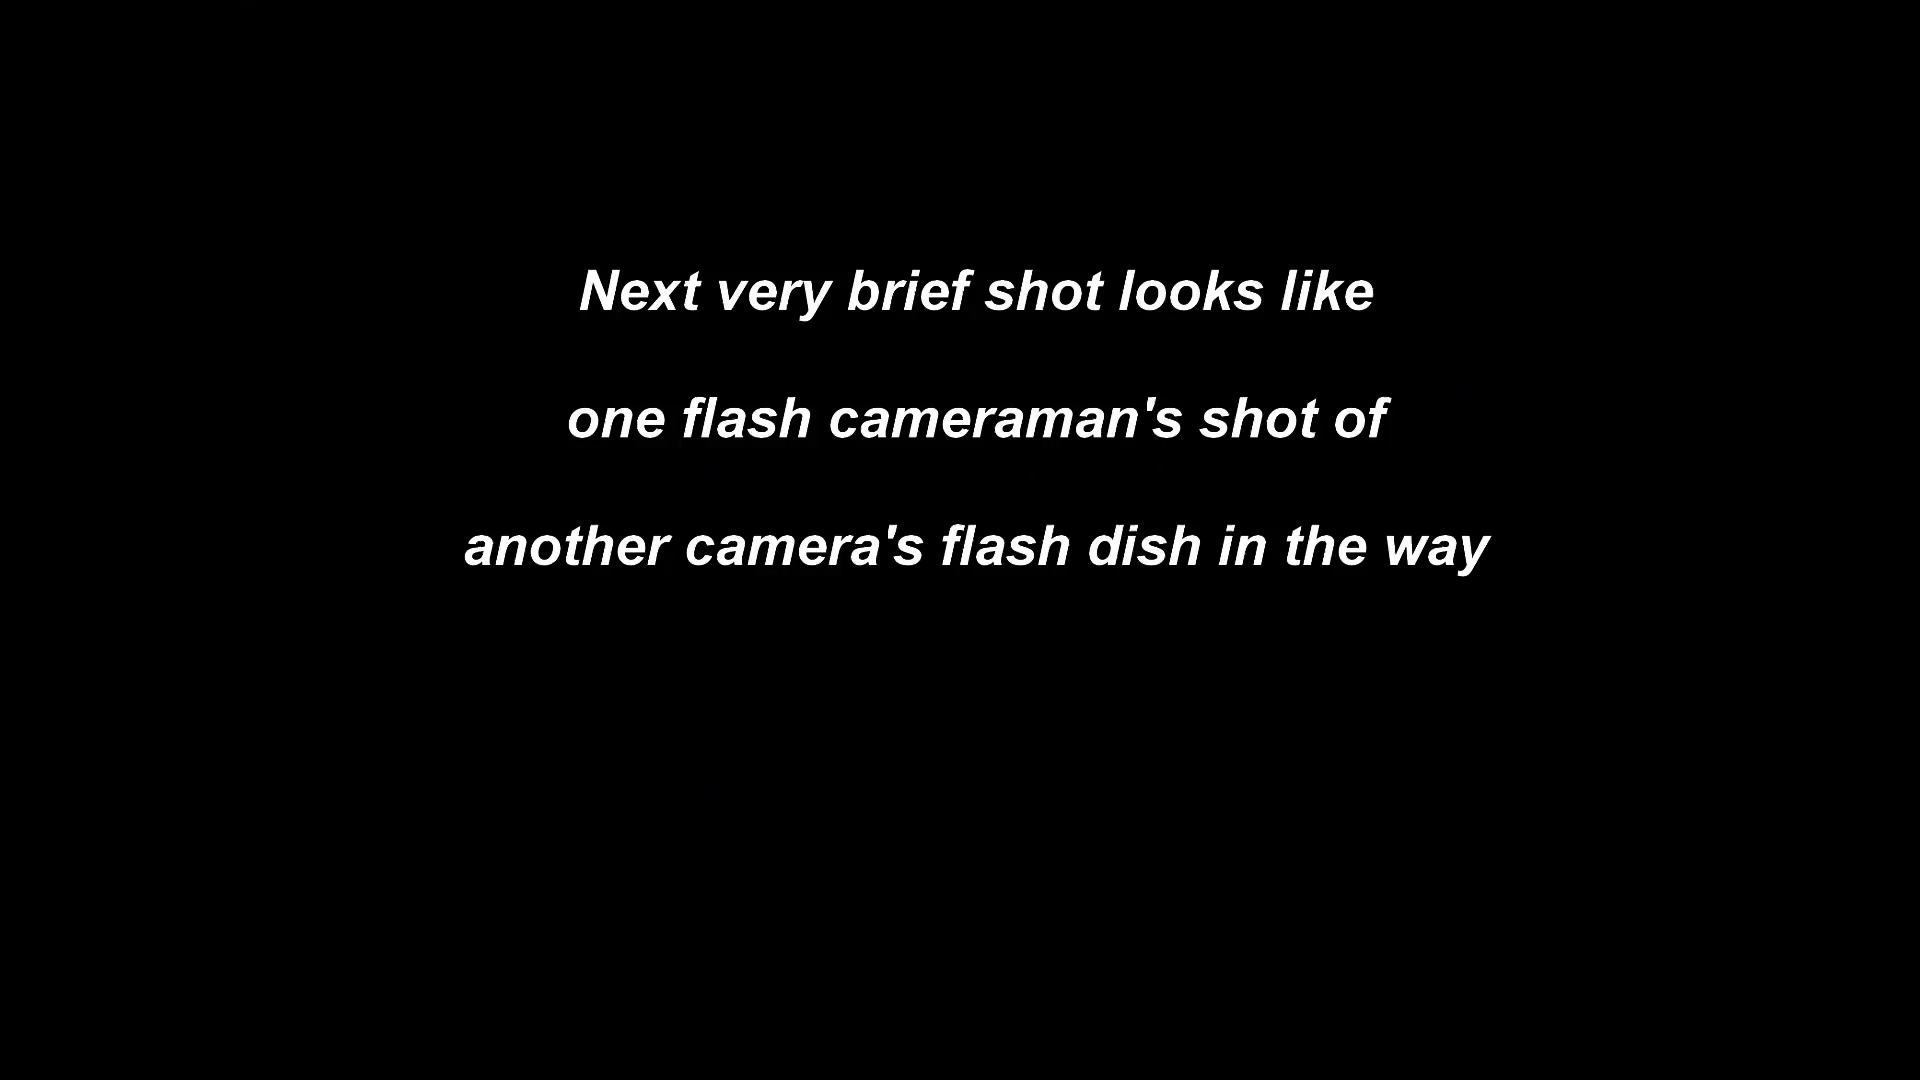 Next very brief shot looks like
one flash cameraman's shot of
another camera's flash dish in the way